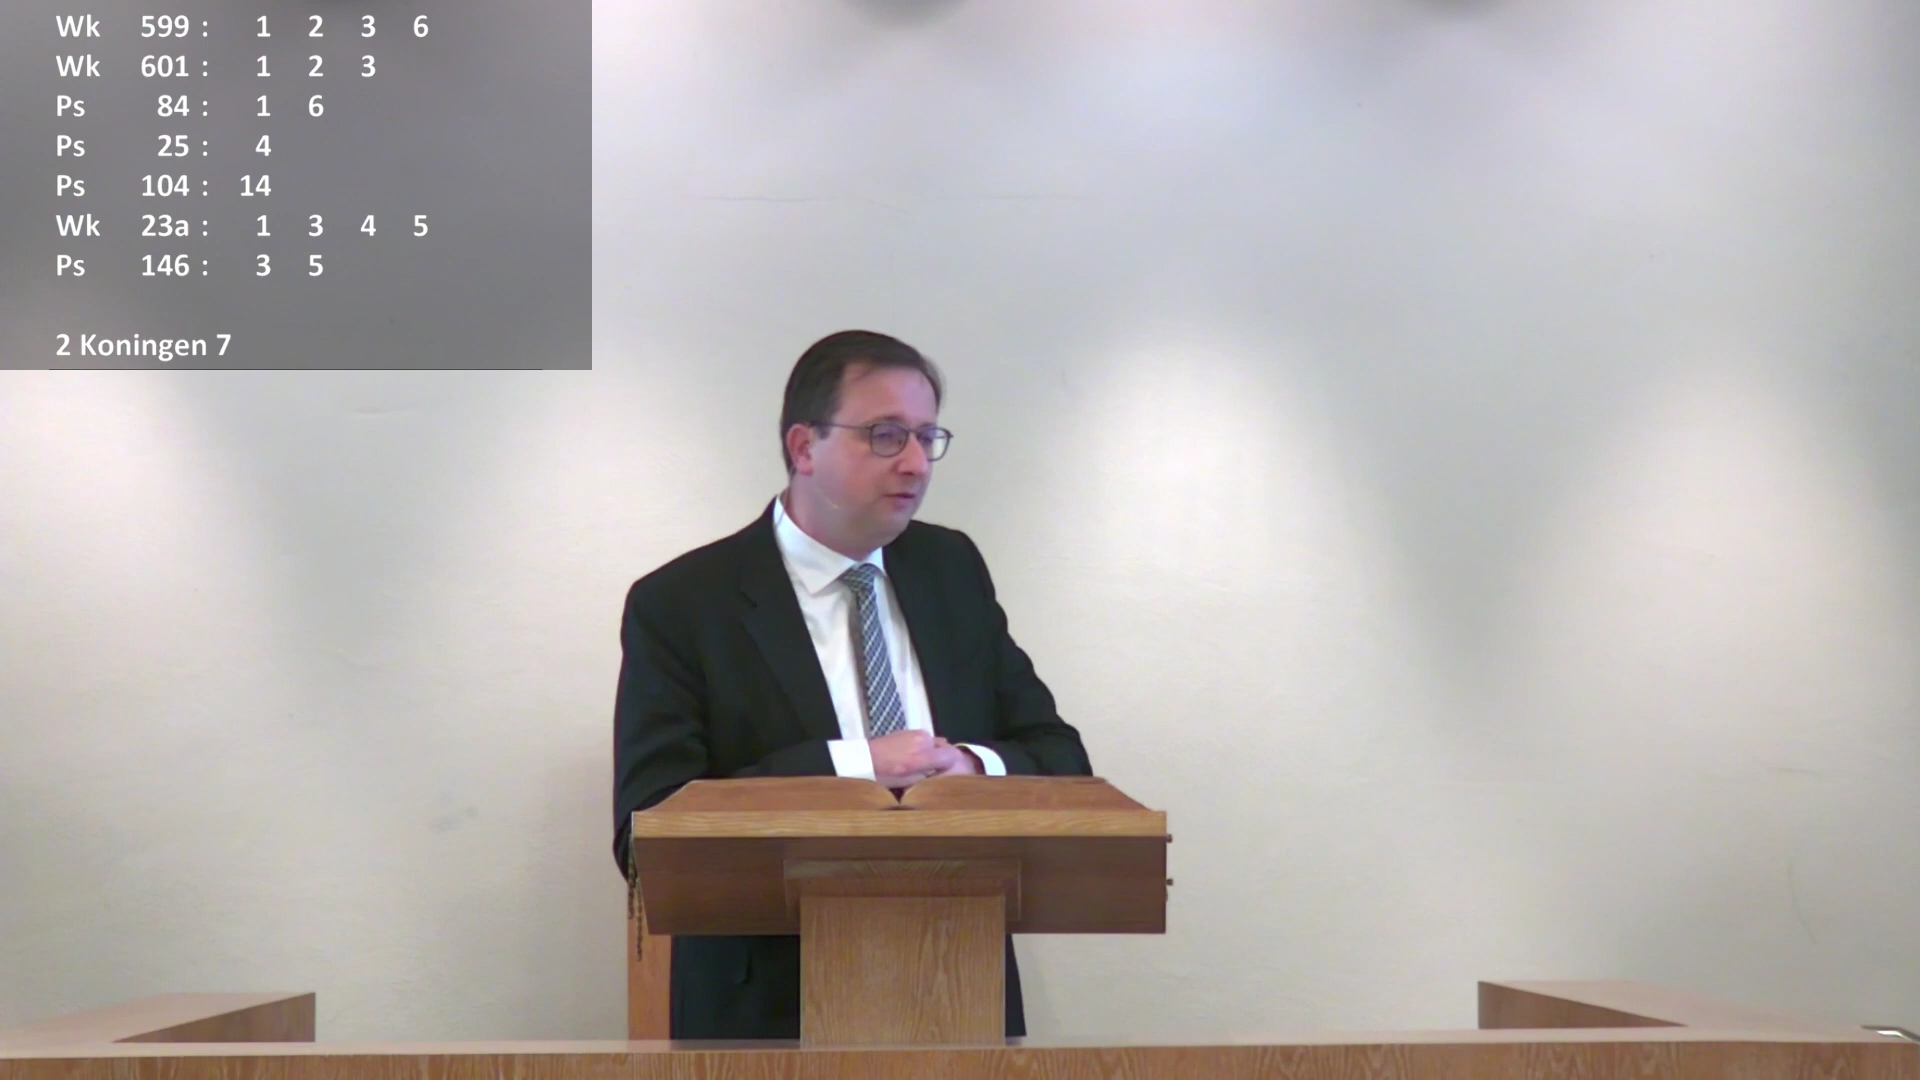 Wk 599 : 1 2 3 6
Wk 601 : 1 2 3
Ps 84 : 1 6
Ps 25 : 4
Ps 104 : 14
Wk 23a : 1 3 4 5
Ps 146 : 3 5
2 Koningen 7